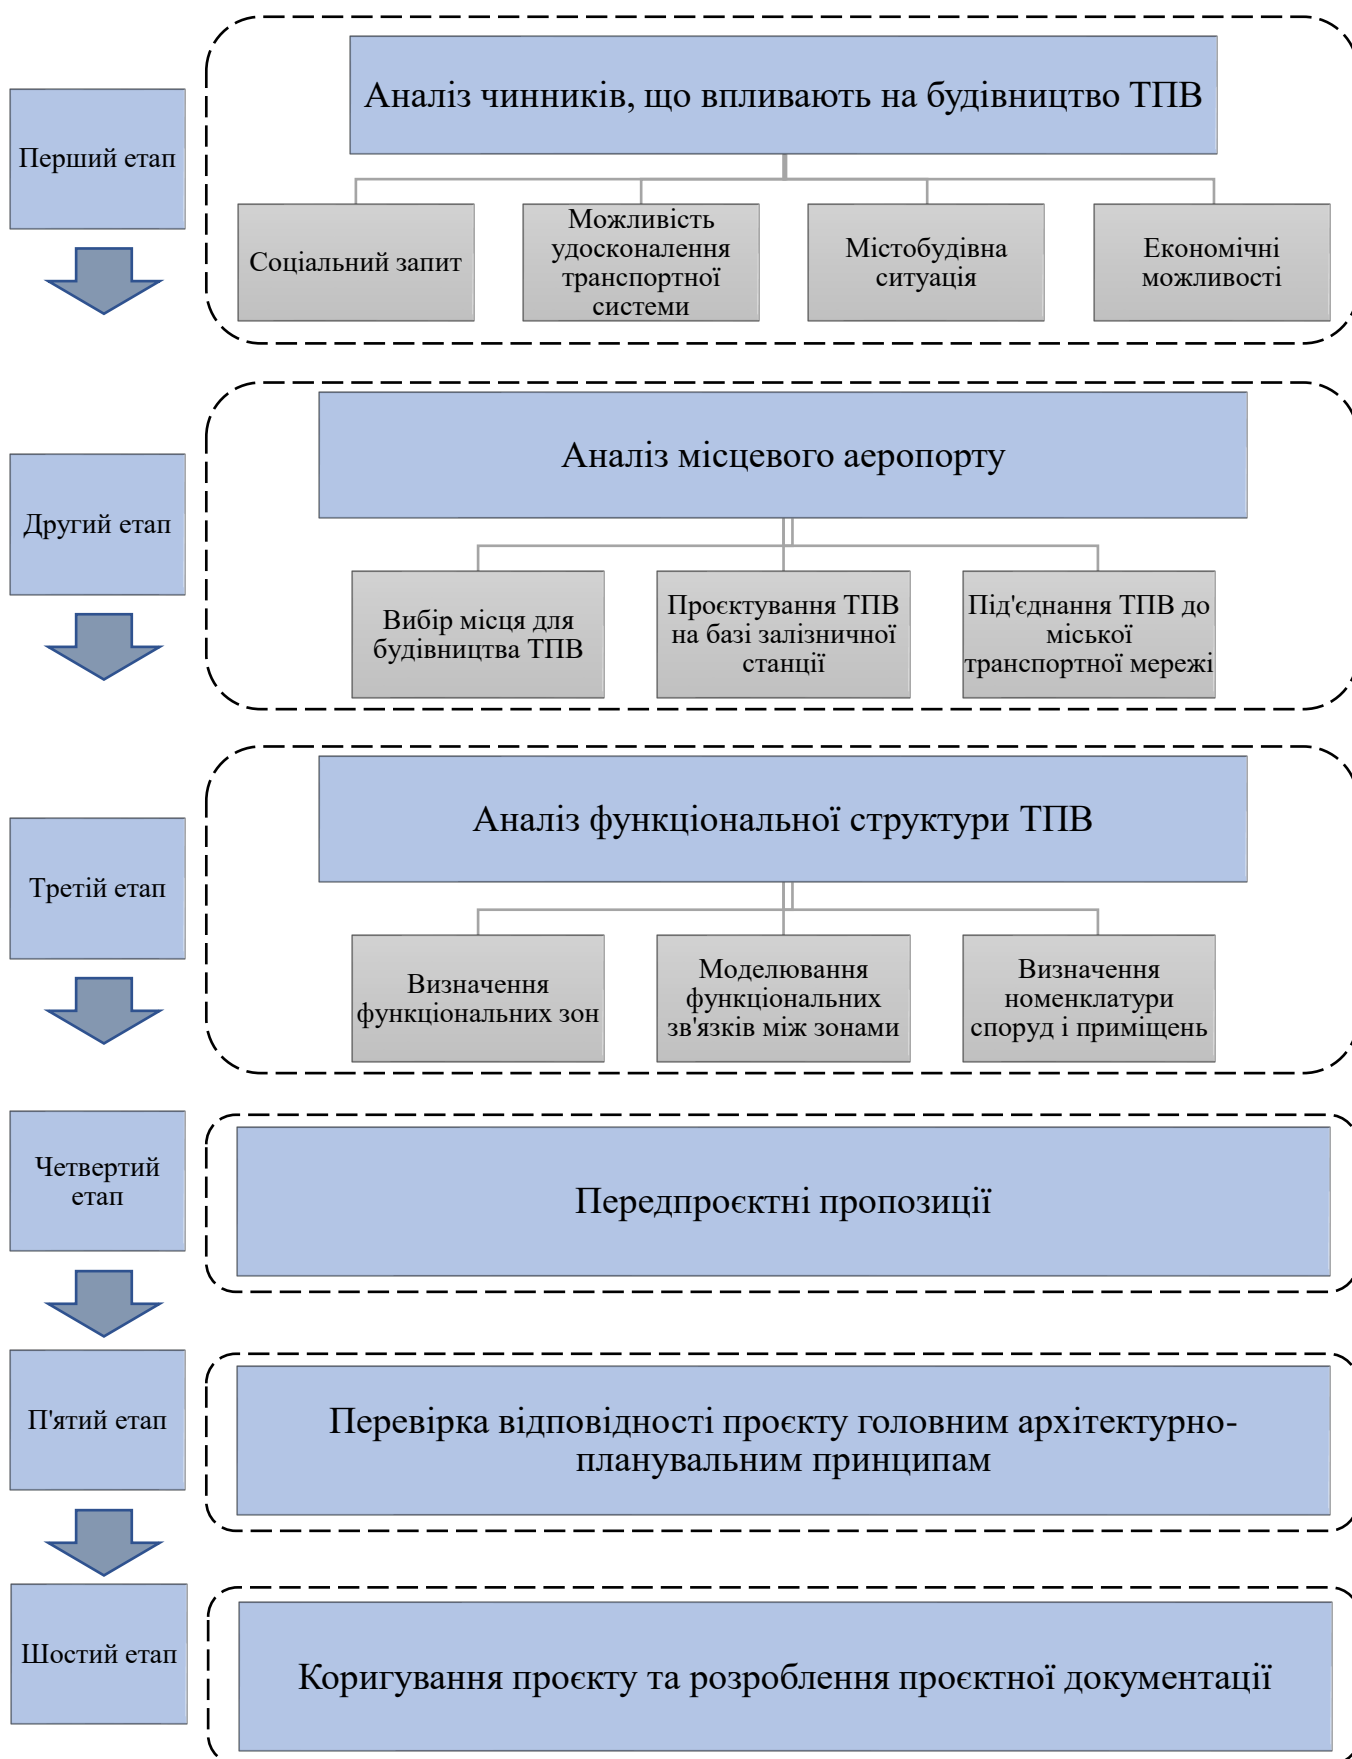 Перший етап
Аналіз чинників, що впливають на будівництво ТПВ
Соціальний запит
Можливість
удосконалення
транспортної
системи
Містобудівна
ситуація
Економічні
можливості
Другий етап
Аналіз місцевого аеропорту
Вибір місця для
будівництва ТПВ
Проєктування ТПВ
на базі залізничної
станції
Під'єднання ТПВ до
міської
транспортної мережі
Третій етап
Аналіз функціональної структури ТПВ
Визначення
функціональних зон
Моделювання
функціональних
зв'язків між зонами
Визначення
номенклатури
споруд і приміщень
Четвертий
етап
Передпроєктні пропозиції
П'ятий етап
Перевірка відповідності проєкту головним архітектурно-
планувальним принципам
Шостий етап
Коригування проєкту та розроблення проєктної документації